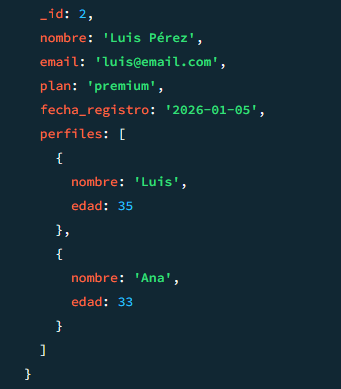 _id: 2,
nombre: 'Luis Pérez',
email: 'luis@email.com',
plan: 'premium',
fecha_registro: '2026-01-05',
perfiles: [
{
nombre: 'Luis',
edad: 35
},
{
nombre: 'Ana',
edad: 33
}
]
}